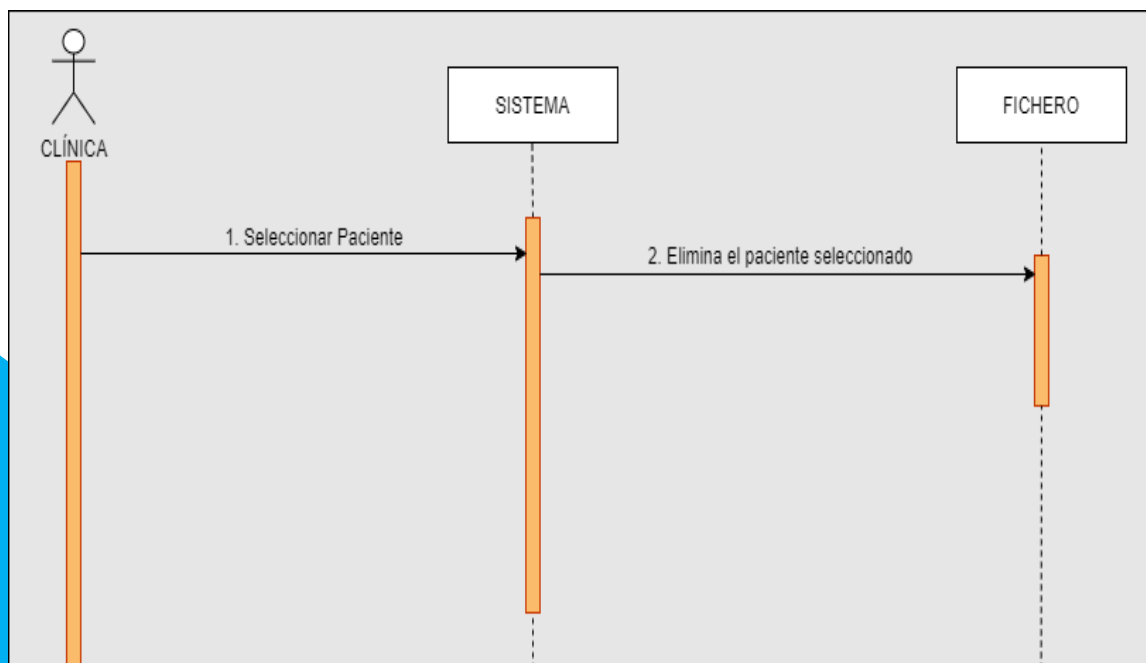 SISTEMA
FICHERO
CLÍNICA
1. Seleccionar Paciente
2. Elimina el paciente seleccionado